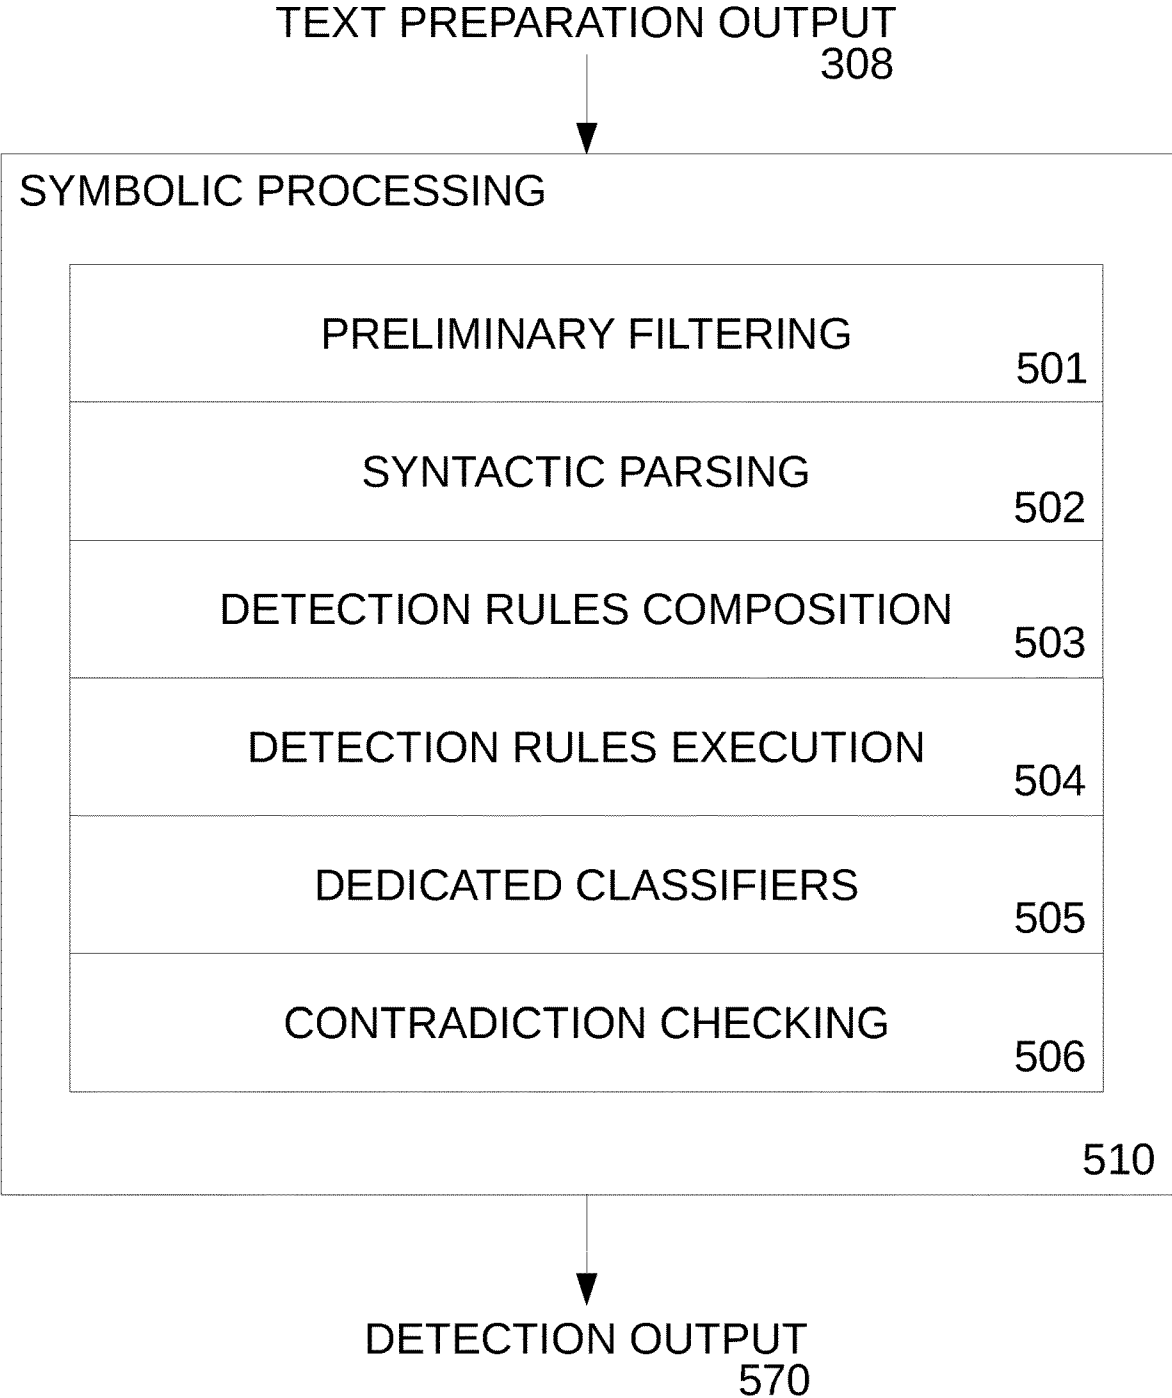 TEXT PREPARATION OUTPUT
308
SYMBOLIC PROCESSING
PRELIMINARY FILTERING
501
SYNTACTIC PARSING
502
DETECTION RULES COMPOSITION
503
DETECTION RULES EXECUTION
504
DEDICATED CLASSIFIERS
505
CONTRADICTION CHECKING
506
510
DETECTION OUTPUT
570